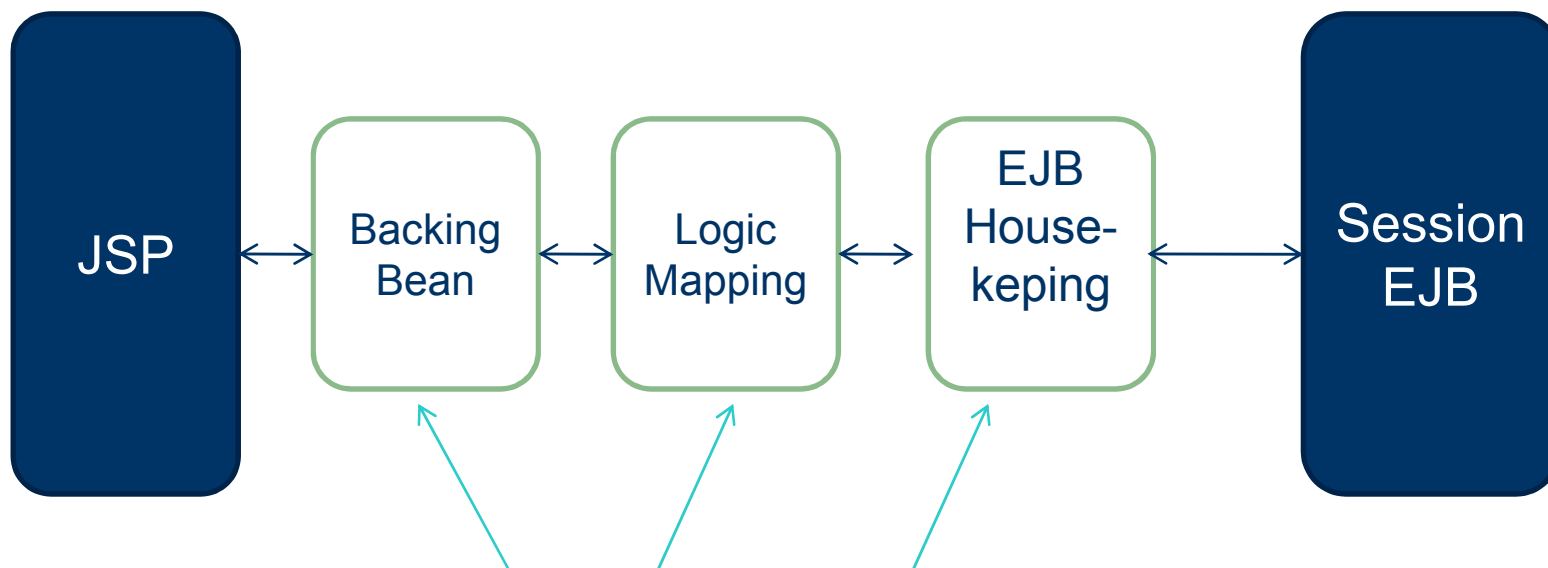 JSP
Backing
Bean
Logic
Mapping
EJB
House-
keping
Session
EJB